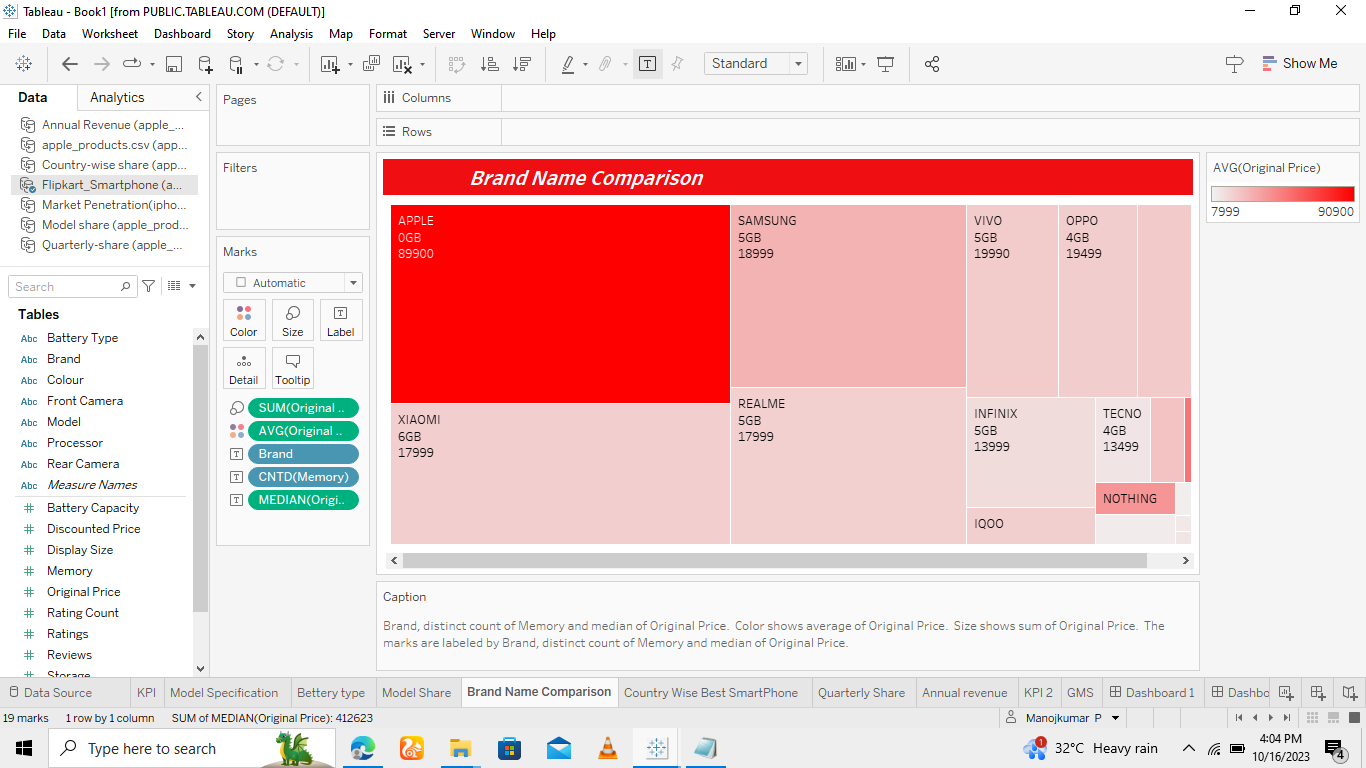 Tableau - Book1 [from PUBLIC.TABLEAU.COM (DEFAULT)]
File Data Worksheet Dashboard Story Analysis Map Format Server Window Help
Standard
Show Me
Data Analytics
Annual Revenue (apple_...
apple_products.csv (app...
Country-wise share (app...
Flipkart_Smartphone (a...
Market Penetration(ipho...
Model share (apple_prod...
Quarterly-share (apple_...
Search
Tables
Abc Battery Type
Abc Brand
Abc Colour
Abc Front Camera
Abc Model
Abc Processor
Abc Rear Camera
Abc Measure Names
# Battery Capacity
# Discounted Price
# Display Size
# Memory
# Original Price
# Rating Count
# Ratings
# Reviews
Storage
Pages
Filters
Marks
Automatic
Color Size Label
Detail Tooltip
SUM(Original ..
AVG(Original ..
Brand
CNTD(Memory)
MEDIAN(Origi..
Columns
Rows
Brand Name Comparison
APPLE
0GB
89900
XIAOMI
6GB
17999
SAMSUNG
5GB
18999
REALME
5GB
17999
VIVO
5GB
19990
OPPO
4GB
19499
INFINIX
5GB
13999
TECNO
4GB
13499
NOTHING
IQOO
AVG(Original Price)
7999 90900
Caption
Brand, distinct count of Memory and median of Original Price. Color shows average of Original Price. Size shows sum of Original Price. The
marks are labeled by Brand, distinct count of Memory and median of Original Price.
Data Source KPI Model Specification Bettery type Model Share Brand Name Comparison Country Wise Best SmartPhone Quarterly Share Annual revenue KPI 2 GMS Dashboard 1 Dashbo
19 marks 1 row by 1 column SUM of MEDIAN(Original Price): 412623
Manojkumar P
Type here to search
1
32°C Heavy rain
4:04 PM
10/16/2023
4